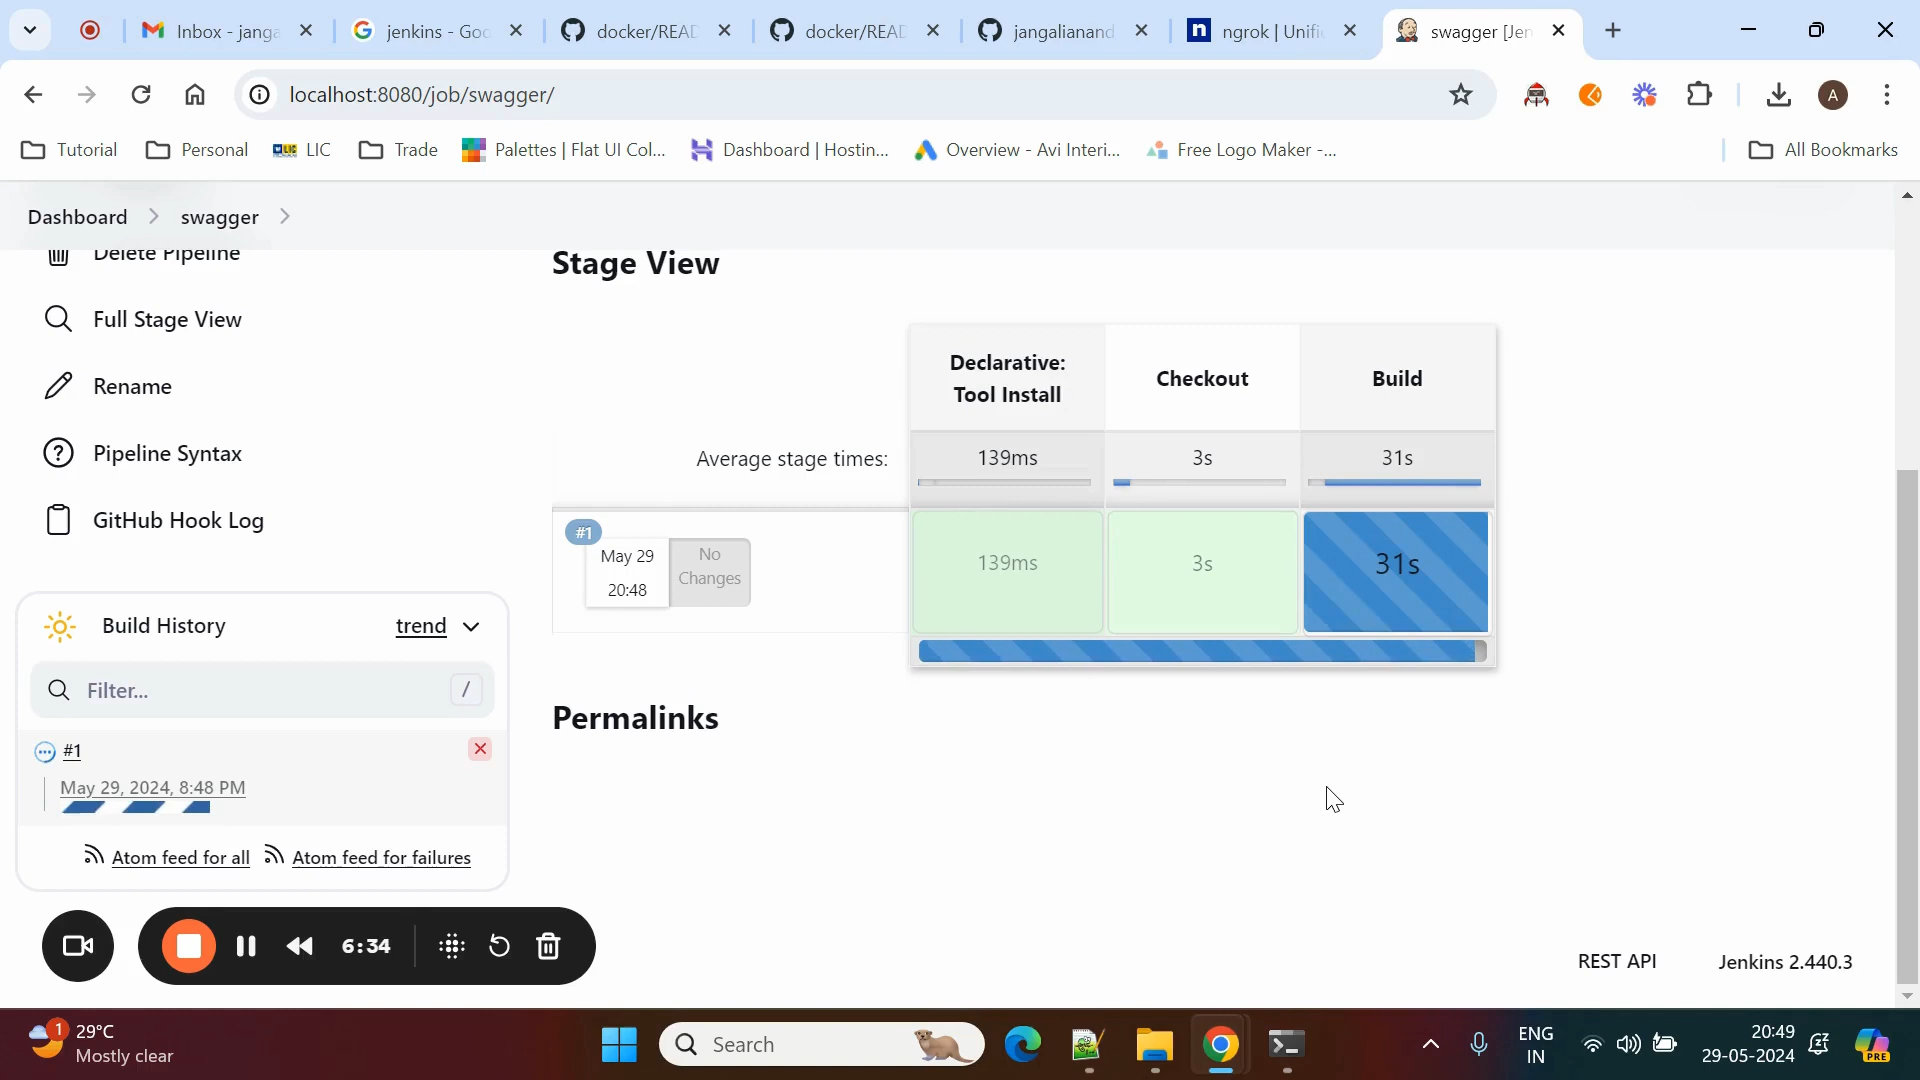 Inbox - janga
jenkins - Goo
docker/READ
docker/READ
jangalianand
ngrok | Unifi
swagger [Jen
localhost:8080/job/swagger/
A
Tutorial
Personal
LIC
Trade
Palettes | Flat UI Col...
Dashboard | Hostin...
Overview - Avi Interi...
Free Logo Maker -...
All Bookmarks
Dashboard
swagger
Delete Pipeline
Full Stage View
Rename
Pipeline Syntax
GitHub Hook Log
Build History
trend
Filter...
/
#1
May 29, 2024, 8:48 PM
Atom feed for all
Atom feed for failures
Stage View
Declarative:
Tool Install
Checkout
Build
Average stage times:
139ms
3s
31s
#1
May 29
20:48
No
Changes
139ms
3s
31s
Permalinks
6:34
REST API
Jenkins 2.440.3
1
29°C
Mostly clear
Search
ENG
IN
20:49
29-05-2024
PRE